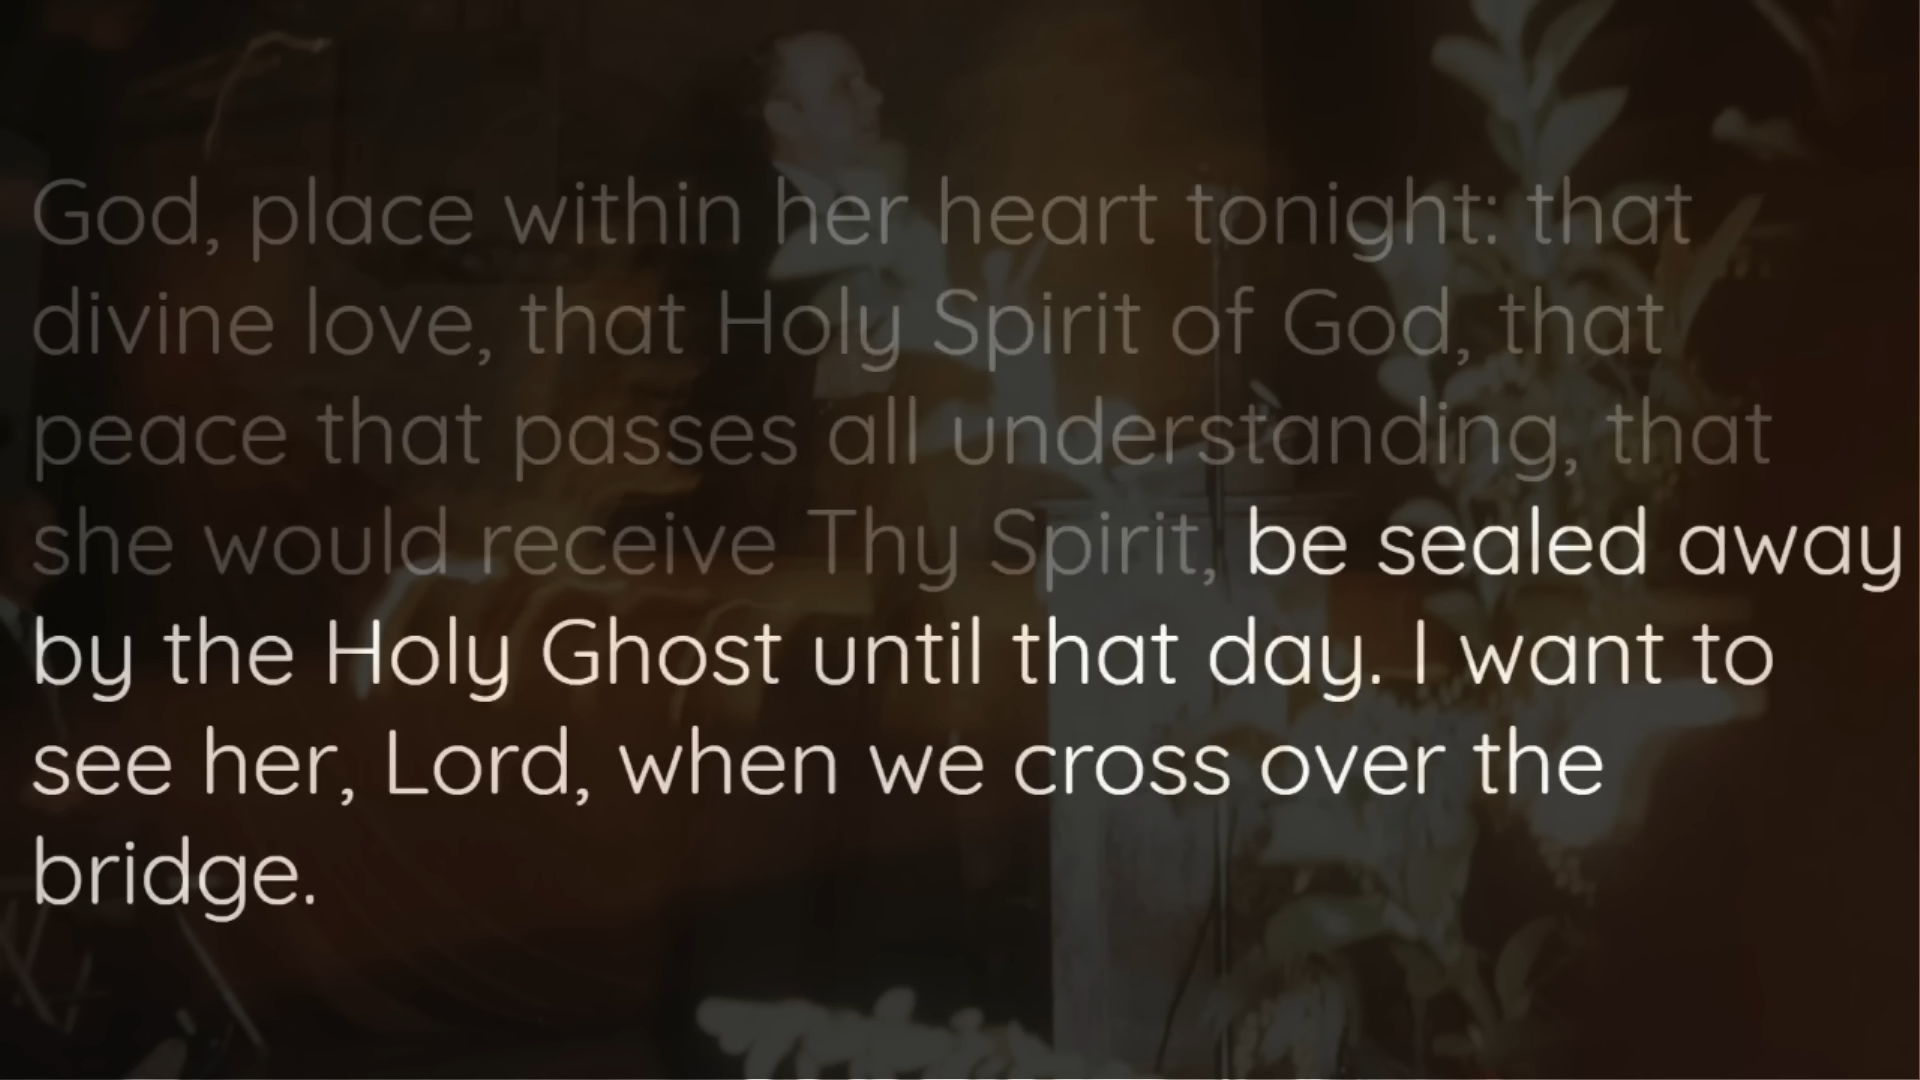 God, place within her heart tonight: that
divine love, that Holy Spirit of God, that
peace that passes all understanding, that
she would receive Thy Spirit, be sealed away
by the Holy Ghost until that day. I want to
see her, Lord, when we cross over the
bridge.